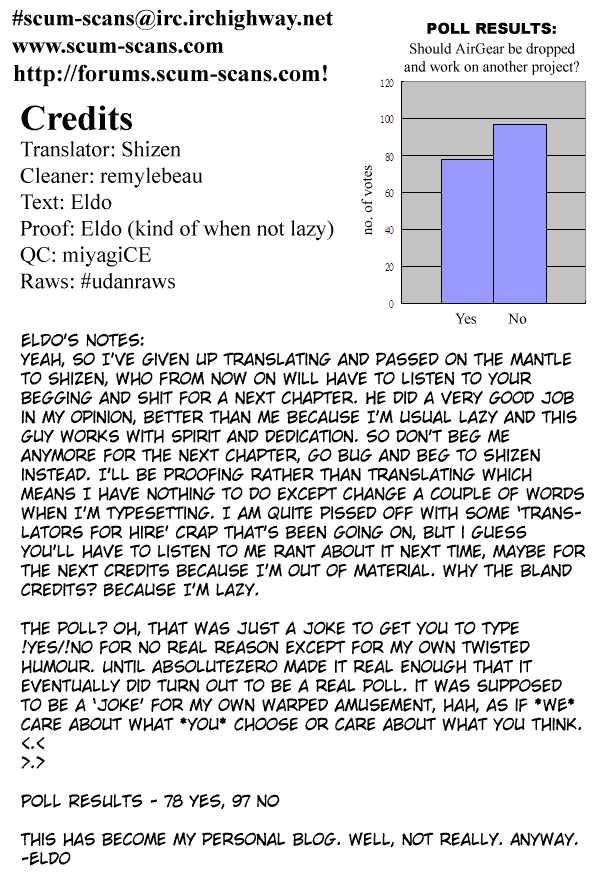 #scum-scans@irc.irchighway.net
www.scum-scans.com
http://forums.scum-scans.com!
Credits
Translator: Shizen
Cleaner: remylebeau
Text: Eldo
Proof: Eldo (kind of when not lazy)
QC: miyagiCE
Raws: #udanraws
POLL RESULTS:
Should AirGear be dropped
and work on another project?
120
100
80
60
40
20
0
no. of votes
Yes No
ELDO'S NOTES:
YEAH, SO I'VE GIVEN UP TRANSLATING AND PASSED ON THE MANTLE
TO SHIZEN, WHO FROM NOW ON WILL HAVE TO LISTEN TO YOUR
BEGGING AND SHIT FOR A NEXT CHAPTER. HE DID A VERY GOOD JOB
IN MY OPINION, BETTER THAN ME BECAUSE I'M USUAL LAZY AND THIS
GUY WORKS WITH SPIRIT AND DEDICATION. SO DON'T BEG ME
ANYMORE FOR THE NEXT CHAPTER, GO BUG AND BEG TO SHIZEN
INSTEAD. I'LL BE PROOFING RATHER THAN TRANSLATING WHICH
MEANS I HAVE NOTHING TO DO EXCEPT CHANGE A COUPLE OF WORDS
WHEN I'M TYPESETTING. I AM QUITE PISSED OFF WITH SOME 'TRANS-
LATORS FOR HIRE' CRAP THAT'S BEEN GOING ON, BUT I GUESS
YOU'LL HAVE TO LISTEN TO ME RANT ABOUT IT NEXT TIME, MAYBE FOR
THE NEXT CREDITS BECAUSE I'M OUT OF MATERIAL. WHY THE BLAND
CREDITS? BECAUSE I'M LAZY.
THE POLL? OH, THAT WAS JUST A JOKE TO GET YOU TO TYPE
!YES/!NO FOR NO REAL REASON EXCEPT FOR MY OWN TWISTED
HUMOUR. UNTIL ABSOLUTEZERO MADE IT REAL ENOUGH THAT IT
EVENTUALLY DID TURN OUT TO BE A REAL POLL. IT WAS SUPPOSED
TO BE A 'JOKE' FOR MY OWN WARPED AMUSEMENT, HAH, AS IF *WE*
CARE ABOUT WHAT *YOU* CHOOSE OR CARE ABOUT WHAT YOU THINK.
<.<
>.>
POLL RESULTS - 78 YES, 97 NO
THIS HAS BECOME MY PERSONAL BLOG. WELL, NOT REALLY. ANYWAY.
-ELDO